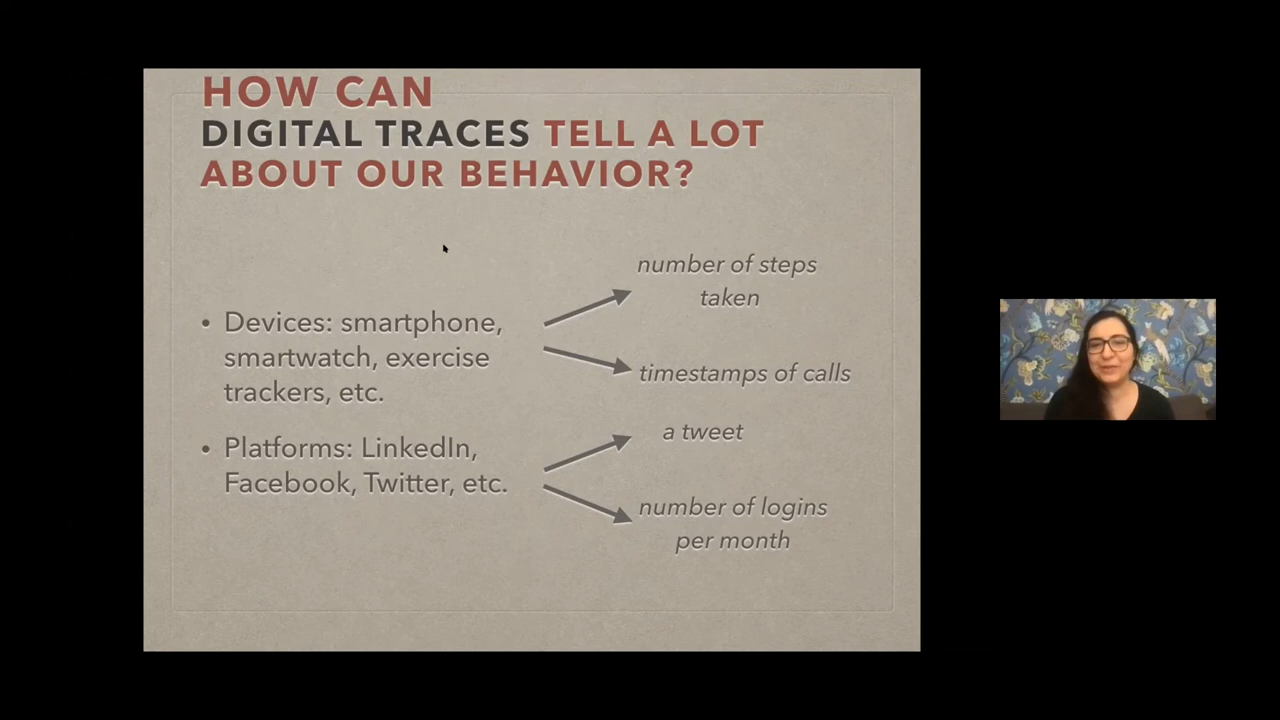 HOW CAN
DIGITAL TRACES TELL A LOT
ABOUT OUR BEHAVIOR?
• Devices: smartphone,
smartwatch, exercise
trackers, etc.
number of steps
taken
timestamps of calls
• Platforms: LinkedIn,
Facebook, Twitter, etc.
a tweet
number of logins
per month